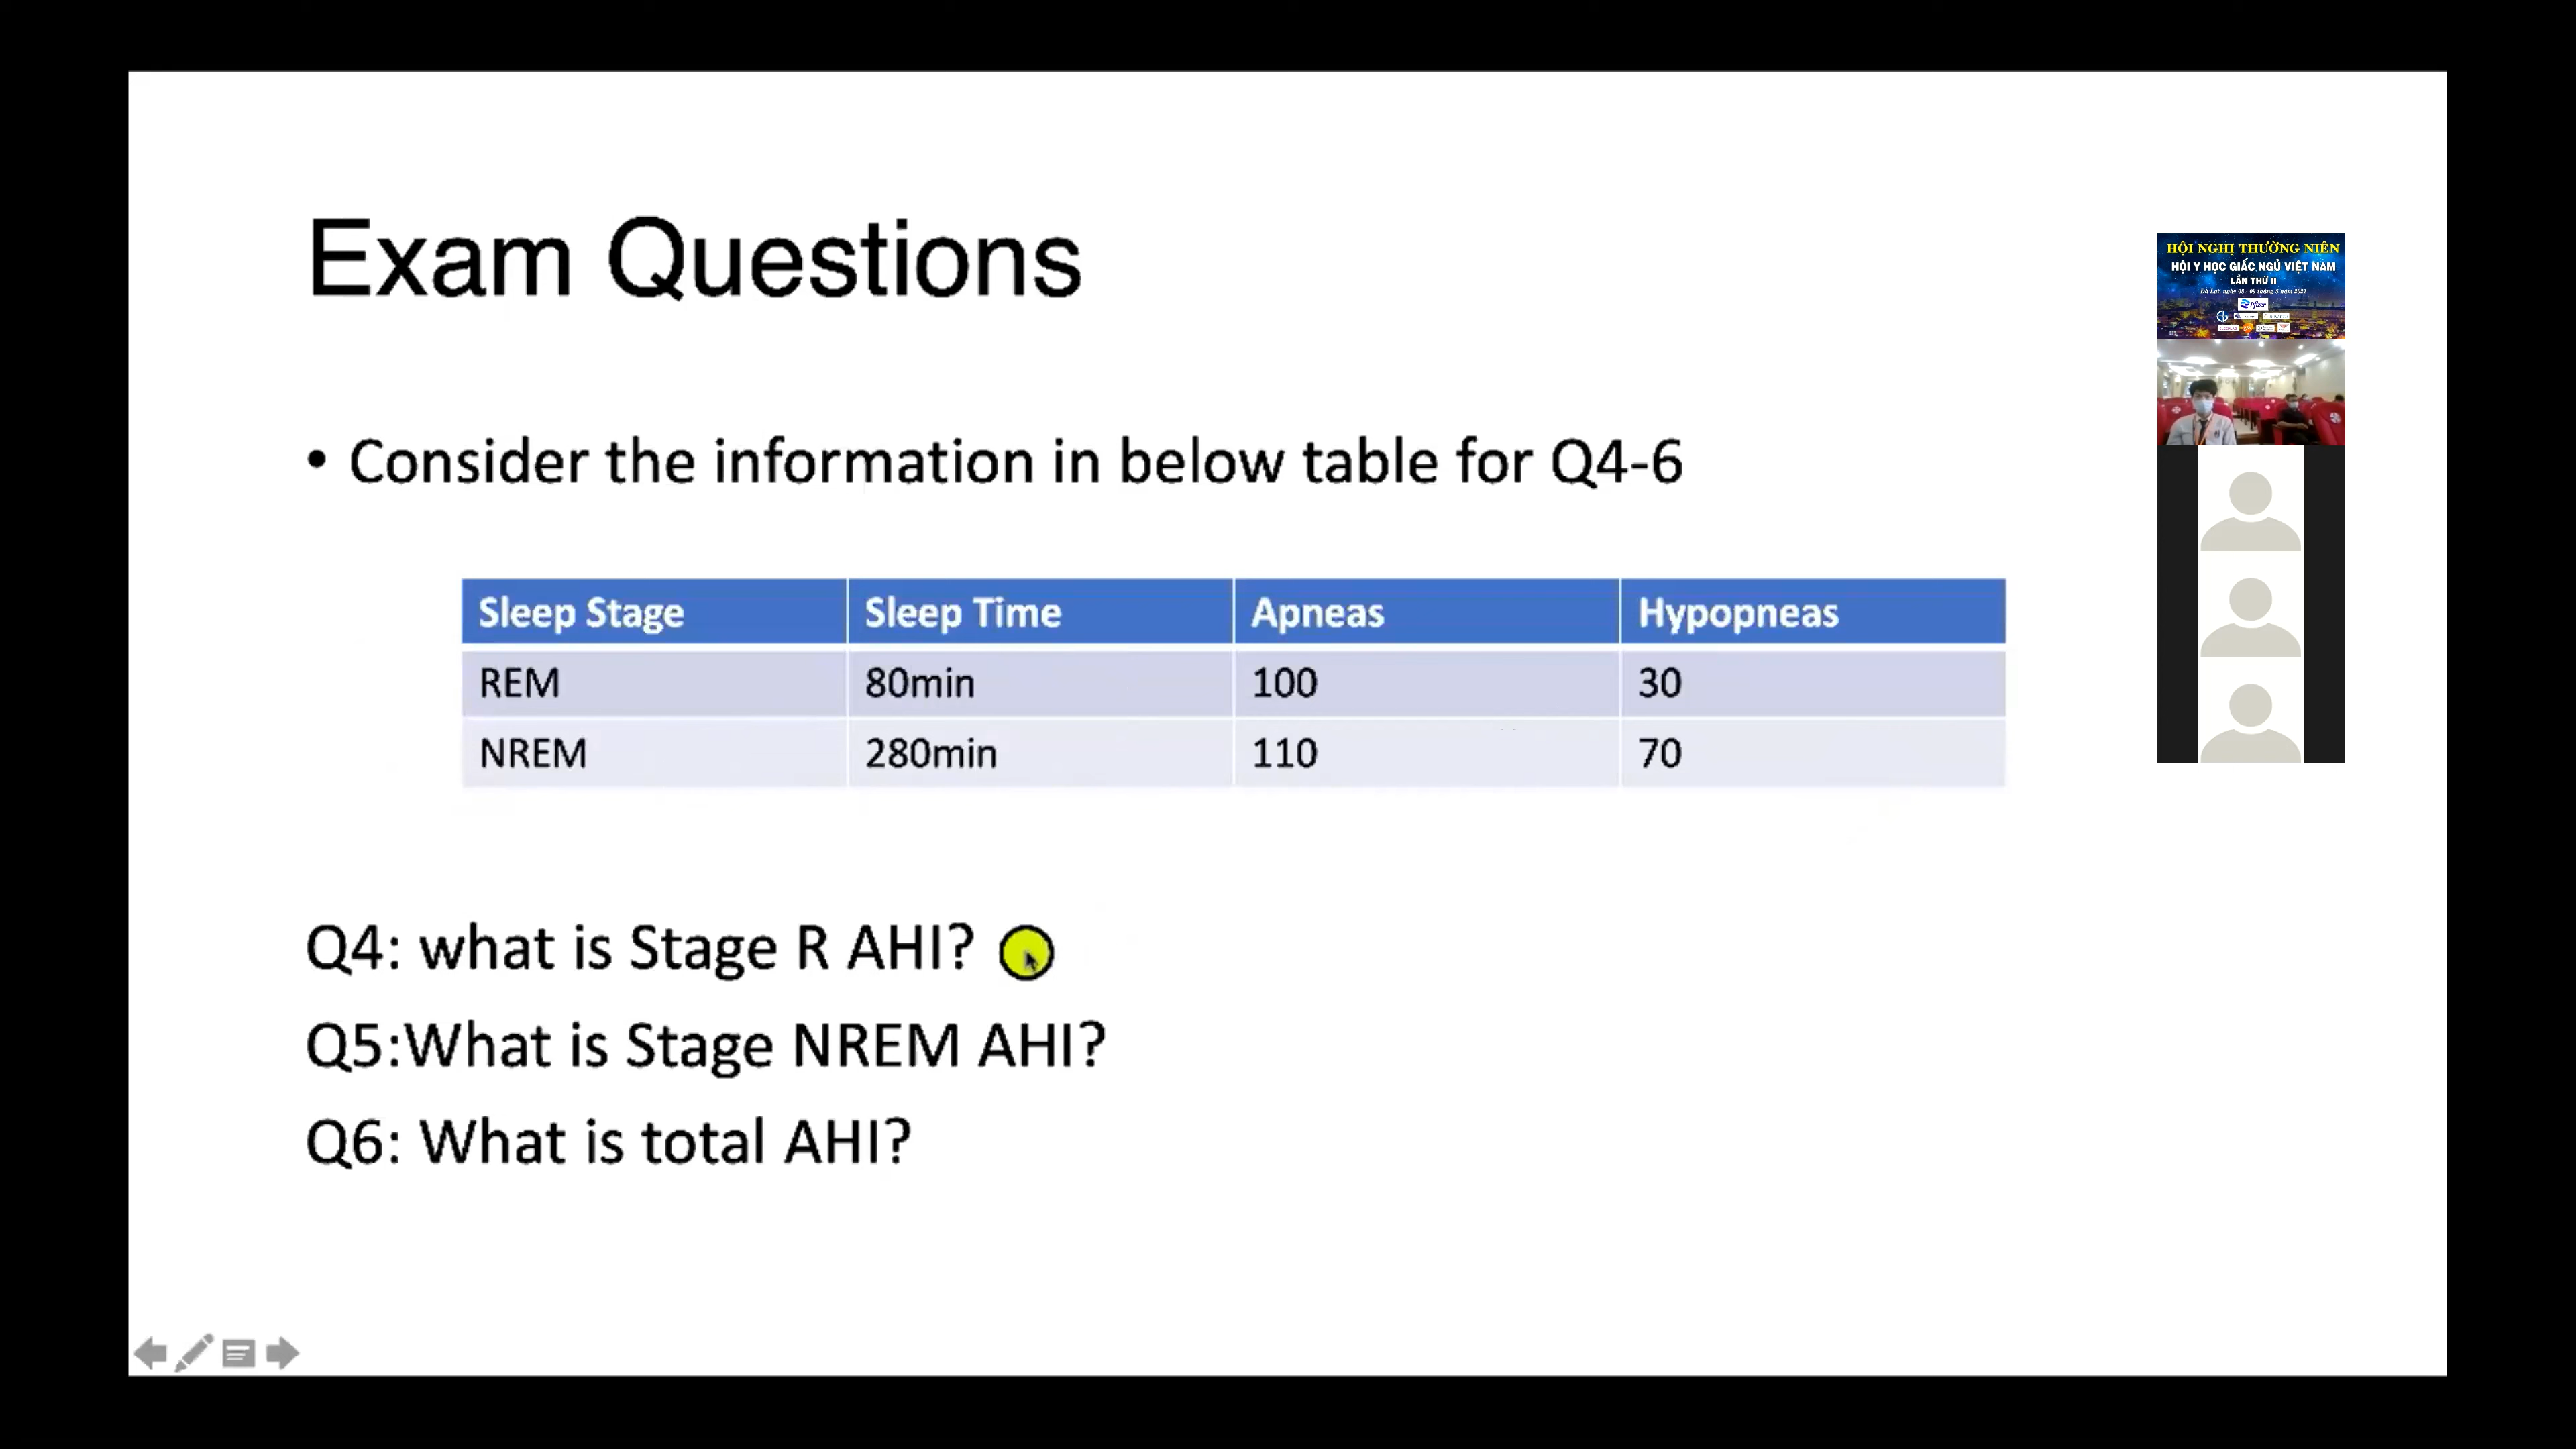 Exam Questions
• Consider the information in below table for Q4-6
Sleep Stage Sleep Time Apneas Hypopneas
REM 80min 100 30
NREM 280min 110 70
Q4: what is Stage R AHI?
Q5:What is Stage NREM AHI?
Q6: What is total AHI?
HỘI NGHỊ THƯỜNG NIÊN
HỘI Y HỌC GIẤC NGỦ VIỆT NAM
LẦN THỨ II
Pfizer